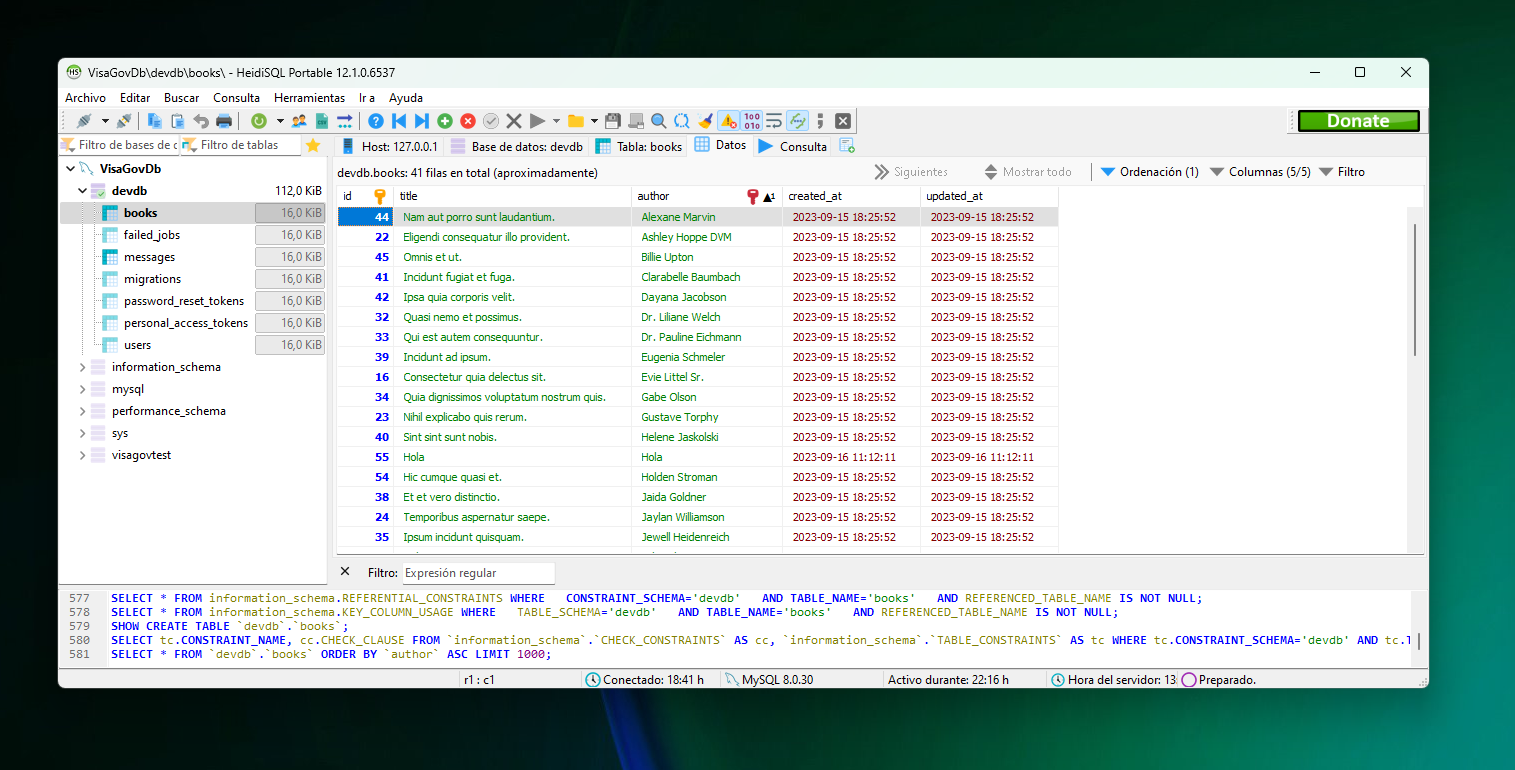 VisaGovDb\devdb\books\ - HeidiSQL Portable 12.1.0.6537
Archivo Editar Buscar Consulta Herramientas Ir a Ayuda
Donate
Filtro de bases de d Filtro de tablas
Host: 127.0.0.1 Base de datos: devdb Tabla: books Datos Consulta
VisaGovDb
devdb 112,0 KiB
books 16,0 KiB
failed_jobs 16,0 KiB
messages 16,0 KiB
migrations 16,0 KiB
password_reset_tokens 16,0 KiB
personal_access_tokens 16,0 KiB
users 16,0 KiB
information_schema
mysql
performance_schema
sys
visagovtest
devdb.books: 41 filas en total (aproximadamente)
Siguientes Mostrar todo Ordenación (1) Columnas (5/5) Filtro
id title author 1 created_at updated_at
44 Nam aut porro sunt laudantium. Alexane Marvin 2023-09-15 18:25:52 2023-09-15 18:25:52
22 Eligendi consequatur illo provident. Ashley Hoppe DVM 2023-09-15 18:25:52 2023-09-15 18:25:52
45 Omnis et ut. Billie Upton 2023-09-15 18:25:52 2023-09-15 18:25:52
41 Incidunt fugiat et fuga. Clarabelle Baumbach 2023-09-15 18:25:52 2023-09-15 18:25:52
42 Ipsa quia corporis velit. Dayana Jacobson 2023-09-15 18:25:52 2023-09-15 18:25:52
32 Quasi nemo et possimus. Dr. Liliane Welch 2023-09-15 18:25:52 2023-09-15 18:25:52
33 Qui est autem consequuntur. Dr. Pauline Eichmann 2023-09-15 18:25:52 2023-09-15 18:25:52
39 Incidunt ad ipsum. Eugenia Schmeler 2023-09-15 18:25:52 2023-09-15 18:25:52
16 Consectetur quia delectus sit. Evie Littel Sr. 2023-09-15 18:25:52 2023-09-15 18:25:52
34 Quia dignissimos voluptatum nostrum quis. Gabe Olson 2023-09-15 18:25:52 2023-09-15 18:25:52
23 Nihil explicabo quis rerum. Gustave Torphy 2023-09-15 18:25:52 2023-09-15 18:25:52
40 Sint sint sunt nobis. Helene Jaskolski 2023-09-15 18:25:52 2023-09-15 18:25:52
55 Hola Hola 2023-09-16 11:12:11 2023-09-16 11:12:11
54 Hic cumque quasi et. Holden Stroman 2023-09-15 18:25:52 2023-09-15 18:25:52
38 Et et vero distinctio. Jaida Goldner 2023-09-15 18:25:52 2023-09-15 18:25:52
24 Temporibus aspernatur saepe. Jaylan Williamson 2023-09-15 18:25:52 2023-09-15 18:25:52
35 Ipsum incidunt quisquam. Jewell Heidenreich 2023-09-15 18:25:52 2023-09-15 18:25:52
Filtro: Expresión regular
577 SELECT * FROM information_schema.REFERENTIAL_CONSTRAINTS WHERE CONSTRAINT_SCHEMA='devdb' AND TABLE_NAME='books' AND REFERENCED_TABLE_NAME IS NOT NULL;
578 SELECT * FROM information_schema.KEY_COLUMN_USAGE WHERE TABLE_SCHEMA='devdb' AND TABLE_NAME='books' AND REFERENCED_TABLE_NAME IS NOT NULL;
579 SHOW CREATE TABLE `devdb`.`books`;
580 SELECT tc.CONSTRAINT_NAME, cc.CHECK_CLAUSE FROM `information_schema`.`CHECK_CONSTRAINTS` AS cc, `information_schema`.`TABLE_CONSTRAINTS` AS tc WHERE tc.CONSTRAINT_SCHEMA='devdb' AND tc.T
581 SELECT * FROM `devdb`.`books` ORDER BY `author` ASC LIMIT 1000;
r1 : c1 Conectado: 18:41 h MySQL 8.0.30 Activo durante: 22:16 h Hora del servidor: 13 Preparado.